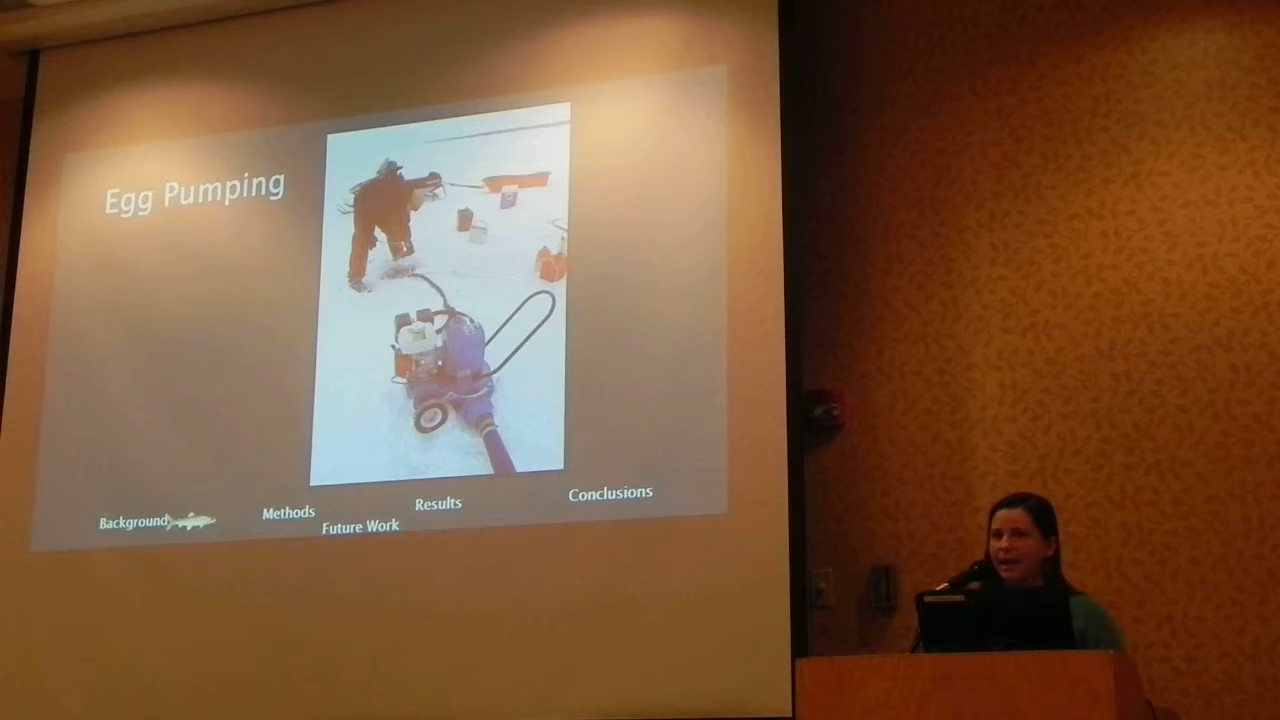 Egg Pumping
Background
Methods
Results
Conclusions
Future Work